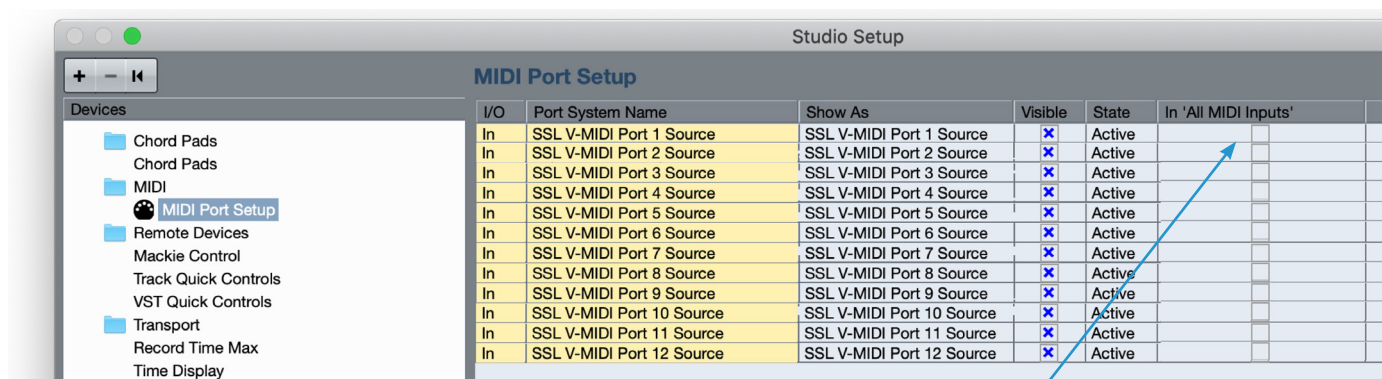 Studio Setup
+ −
MIDI Port Setup
Devices
Chord Pads
Chord Pads
MIDI
MIDI Port Setup
Remote Devices
Mackie Control
Track Quick Controls
VST Quick Controls
Transport
Record Time Max
Time Display
I/O Port System Name Show As Visible State In 'All MIDI Inputs'
In SSL V-MIDI Port 1 Source SSL V-MIDI Port 1 Source Active
In SSL V-MIDI Port 2 Source SSL V-MIDI Port 2 Source Active
In SSL V-MIDI Port 3 Source SSL V-MIDI Port 3 Source Active
In SSL V-MIDI Port 4 Source SSL V-MIDI Port 4 Source Active
In SSL V-MIDI Port 5 Source SSL V-MIDI Port 5 Source Active
In SSL V-MIDI Port 6 Source SSL V-MIDI Port 6 Source Active
In SSL V-MIDI Port 7 Source SSL V-MIDI Port 7 Source Active
In SSL V-MIDI Port 8 Source SSL V-MIDI Port 8 Source Active
In SSL V-MIDI Port 9 Source SSL V-MIDI Port 9 Source Active
In SSL V-MIDI Port 10 Source SSL V-MIDI Port 10 Source Active
In SSL V-MIDI Port 11 Source SSL V-MIDI Port 11 Source Active
In SSL V-MIDI Port 12 Source SSL V-MIDI Port 12 Source Active